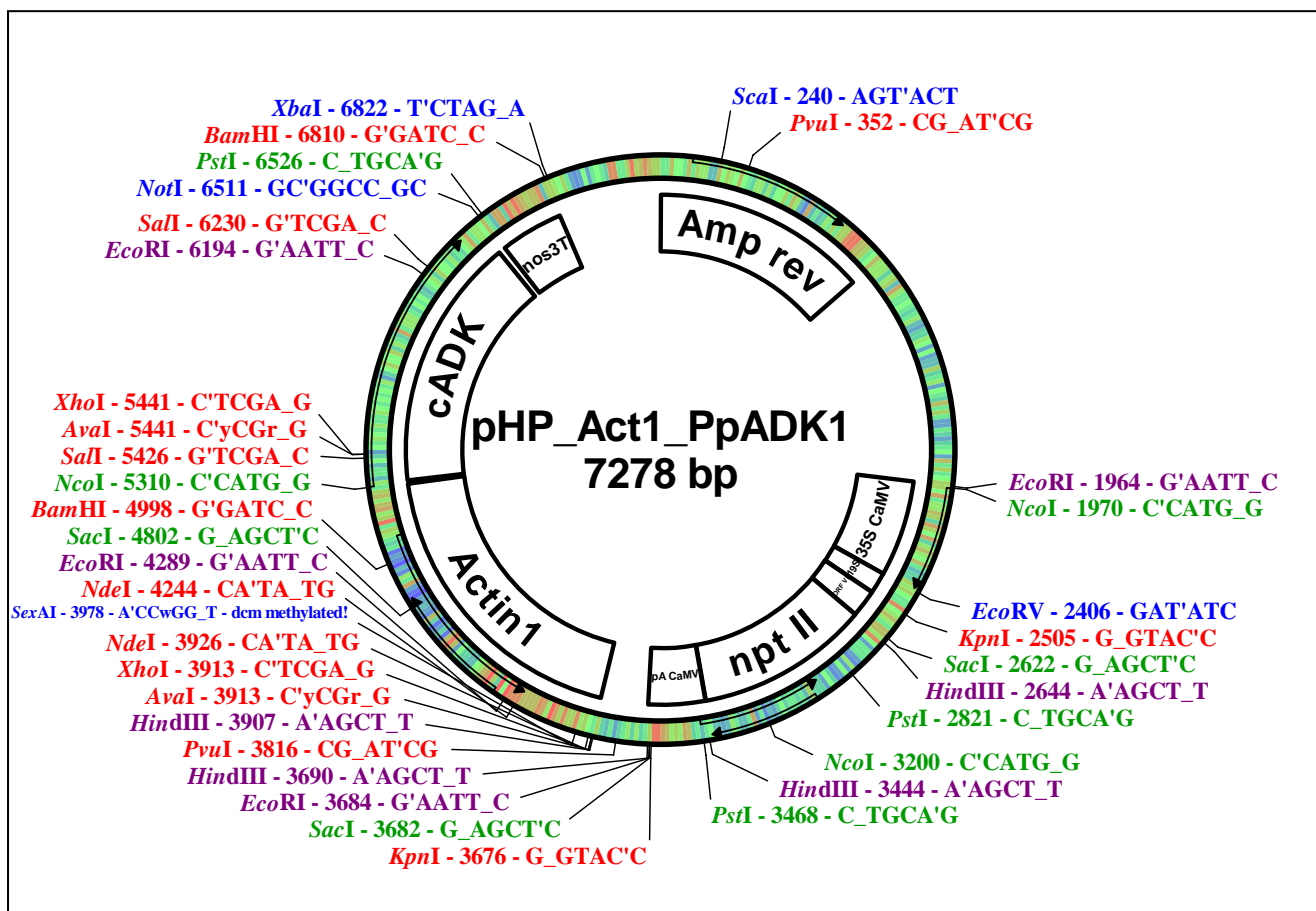 XbaI - 6822 - T'CTAG_A
BamHI - 6810 - G'GATC_C
PstI - 6526 - C_TGCA'G
NotI - 6511 - GC'GGCC_GC
SalI - 6230 - G'TCGA_C
EcoRI - 6194 - G'AATT_C
ScaI - 240 - AGT'ACT
PvuI - 352 - CG_AT'CG
Amp rev
nos3T
cADK
pHP_Act1_PpADK1
7278 bp
XhoI - 5441 - C'TCGA_G
AvaI - 5441 - C'yCGr_G
SalI - 5426 - G'TCGA_C
NcoI - 5310 - C'CATG_G
BamHI - 4998 - G'GATC_C
SacI - 4802 - G_AGCT'C
EcoRI - 4289 - G'AATT_C
NdeI - 4244 - CA'TA_TG
SexAI - 3978 - A'CCwGG_T - dcm methylated!
NdeI - 3926 - CA'TA_TG
XhoI - 3913 - C'TCGA_G
AvaI - 3913 - C'yCGr_G
HindIII - 3907 - A'AGCT_T
PvuI - 3816 - CG_AT'CG
HindIII - 3690 - A'AGCT_T
EcoRI - 3684 - G'AATT_C
SacI - 3682 - G_AGCT'C
KpnI - 3676 - G_GTAC'C
Actin1
pA CaMV
npt II
ORF V
19S
35S CaMV
EcoRI - 1964 - G'AATT_C
NcoI - 1970 - C'CATG_G
EcoRV - 2406 - GAT'ATC
KpnI - 2505 - G_GTAC'C
SacI - 2622 - G_AGCT'C
HindIII - 2644 - A'AGCT_T
PstI - 2821 - C_TGCA'G
NcoI - 3200 - C'CATG_G
HindIII - 3444 - A'AGCT_T
PstI - 3468 - C_TGCA'G